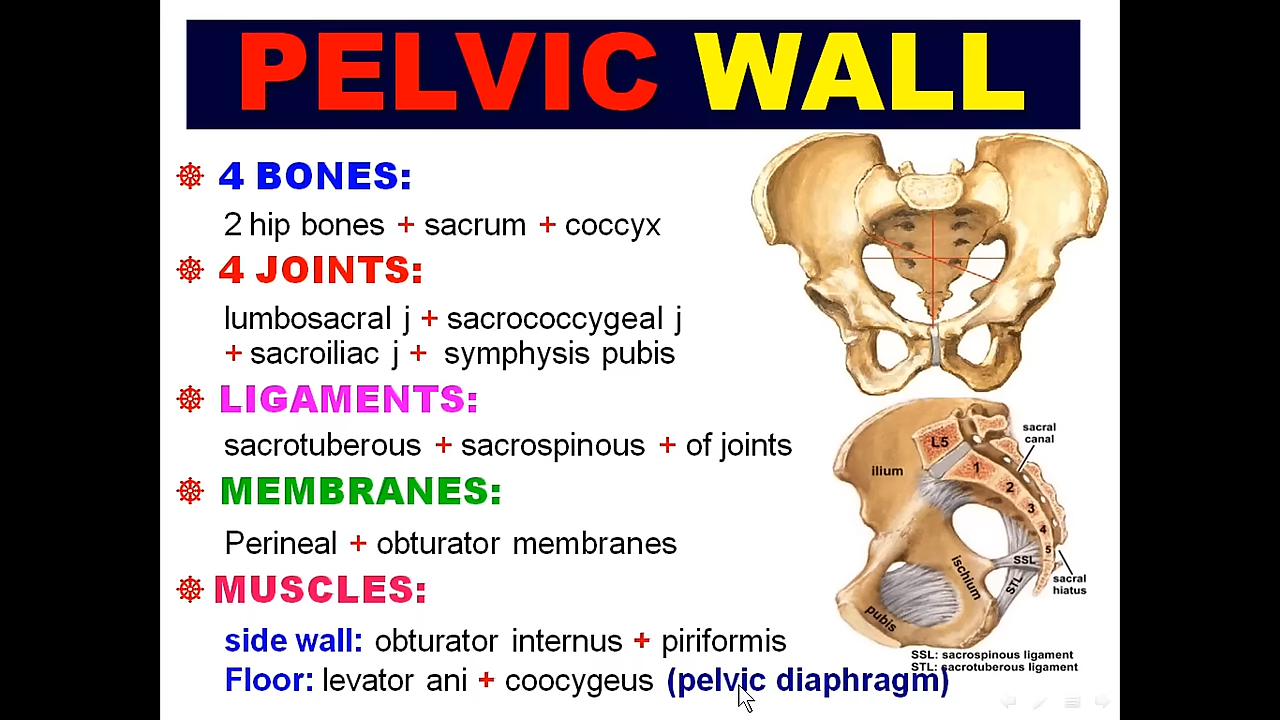 PELVIC WALL
4 BONES:
2 hip bones + sacrum + coccyx
4 JOINTS:
lumbosacral j + sacrococcygeal j
+ sacroiliac j + symphysis pubis
LIGAMENTS:
sacrotuberous + sacrospinous + of joints
MEMBRANES:
Perineal + obturator membranes
MUSCLES:
side wall: obturator internus + piriformis
Floor: levator ani + coocygeus (pelvic diaphragm)
sacral
canal
L5
ilium
1
2
3
4
5
SSL
STL
ischium
sacral
hiatus
pubis
SSL: sacrospinous ligament
STL: sacrotuberous ligament